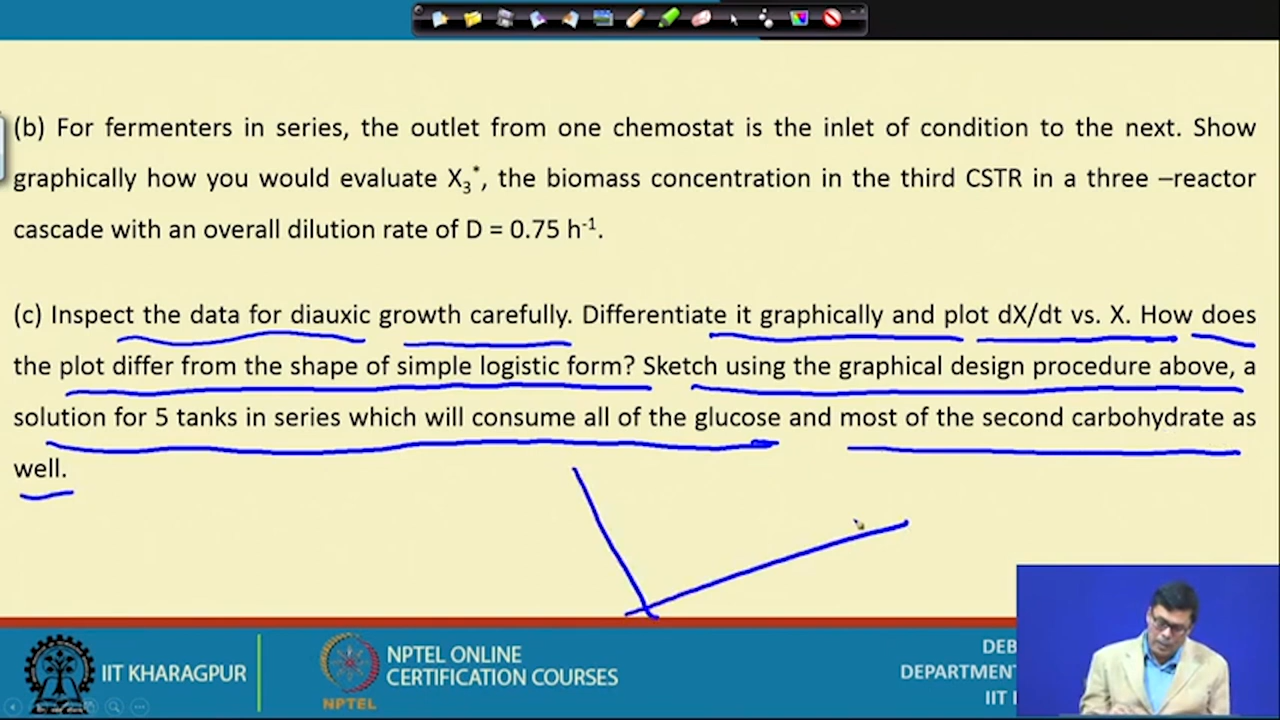 (b) For fermenters in series, the outlet from one chemostat is the inlet of condition to the next. Show
graphically how you would evaluate X₃*, the biomass concentration in the third CSTR in a three –reactor
cascade with an overall dilution rate of D = 0.75 h⁻¹.
(c) Inspect the data for diauxic growth carefully. Differentiate it graphically and plot dX/dt vs. X. How does
the plot differ from the shape of simple logistic form? Sketch using the graphical design procedure above, a
solution for 5 tanks in series which will consume all of the glucose and most of the second carbohydrate as
well.
IIT KHARAGPUR
NPTEL
NPTEL ONLINE
CERTIFICATION COURSES
DEB
DEPARTMENT
IIT